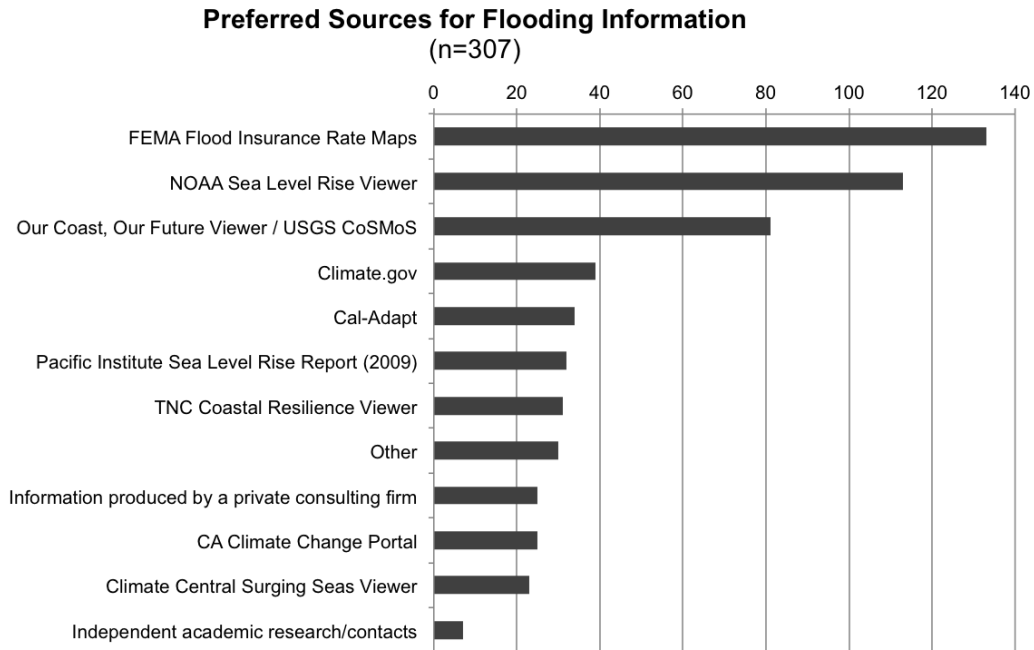 Preferred Sources for Flooding Information
(n=307)
0 20 40 60 80 100 120 140
FEMA Flood Insurance Rate Maps
NOAA Sea Level Rise Viewer
Our Coast, Our Future Viewer / USGS CoSMoS
Climate.gov
Cal-Adapt
Pacific Institute Sea Level Rise Report (2009)
TNC Coastal Resilience Viewer
Other
Information produced by a private consulting firm
CA Climate Change Portal
Climate Central Surging Seas Viewer
Independent academic research/contacts